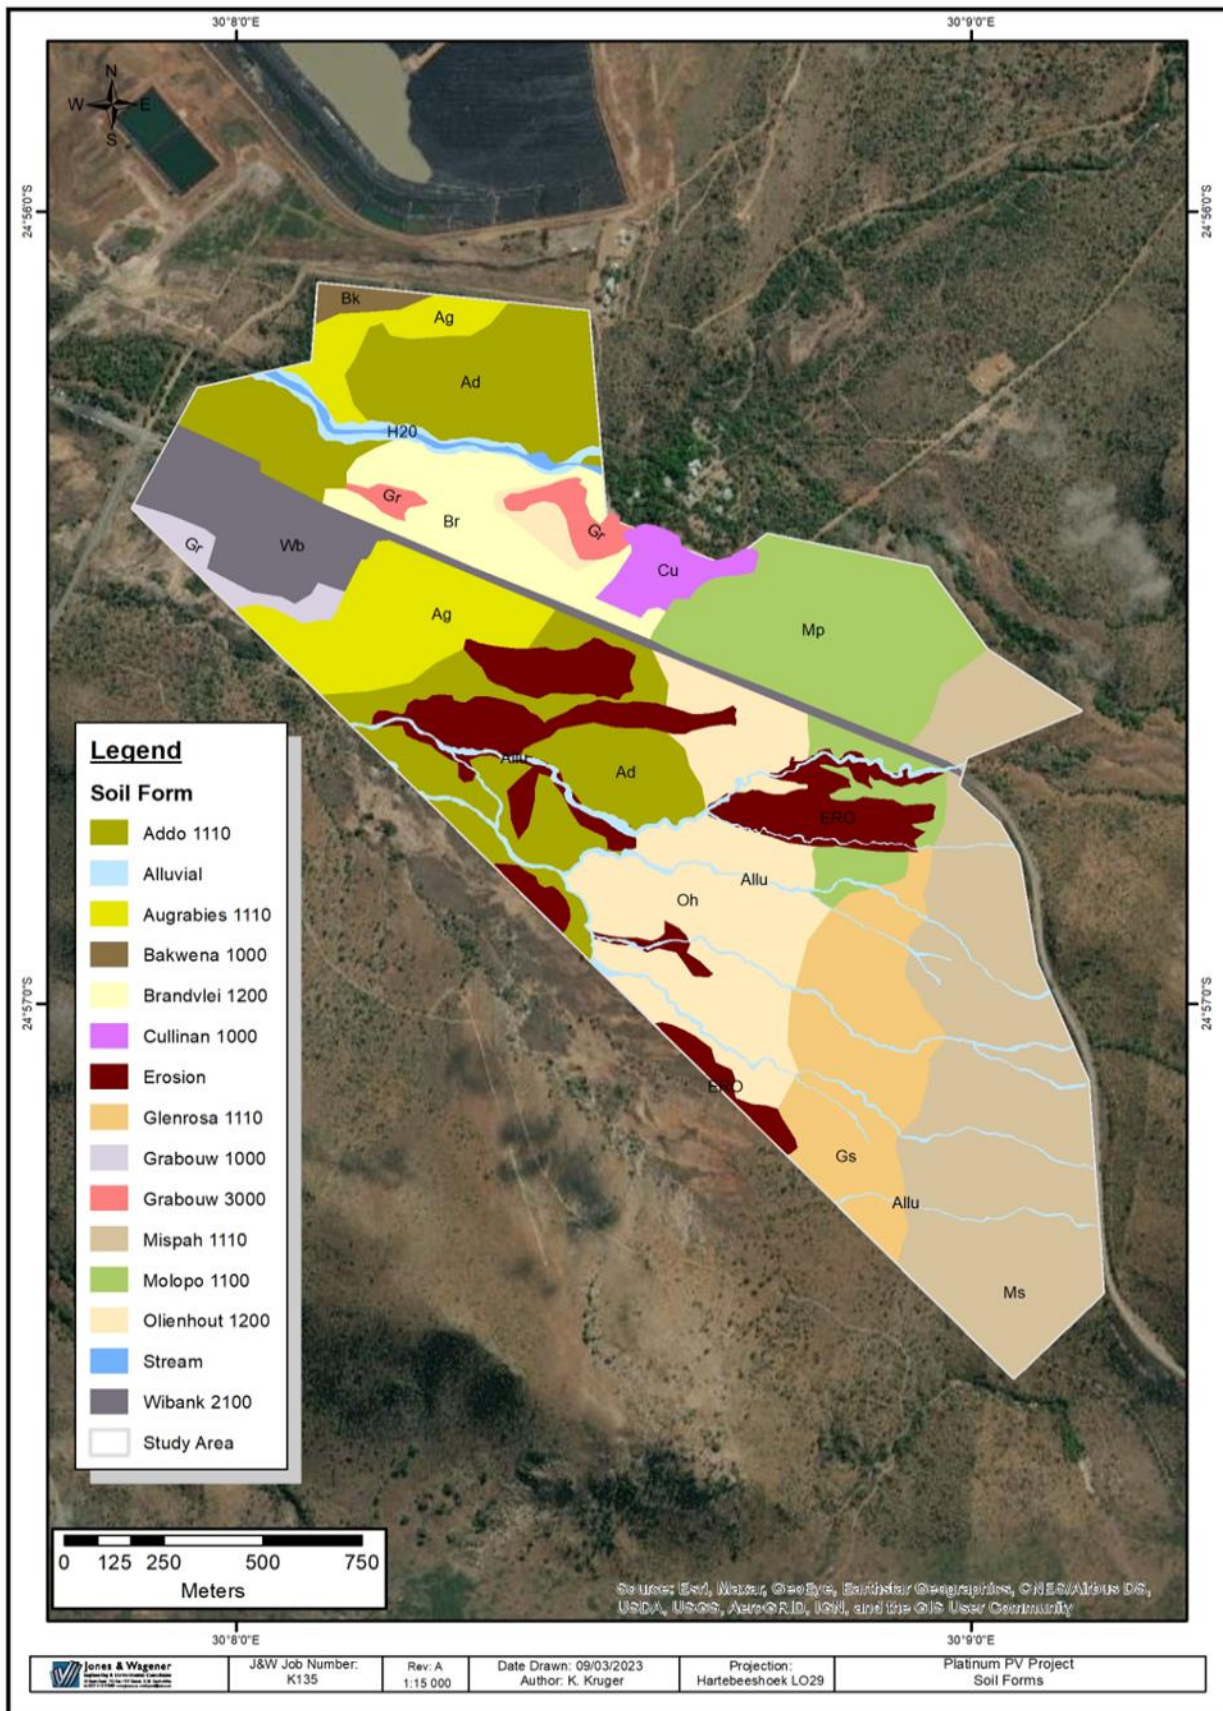 30°8'0"E
30°9'0"E
N
W
E
S
24°56'0"S
24°56'0"S
Bk
Ag
Ad
H20
Gr
Br
Gr
Gr
Wb
Cu
Ag
Mp
Allu
Ad
ERO
Allu
Oh
ERO
Gs
Allu
Ms
24°57'0"S
24°57'0"S
Legend
Soil Form
Addo 1110
Alluvial
Augrabies 1110
Bakwena 1000
Brandvlei 1200
Cullinan 1000
Erosion
Glenrosa 1110
Grabouw 1000
Grabouw 3000
Mispah 1110
Molopo 1100
Olienhout 1200
Stream
Wibank 2100
Study Area
0 125 250 500 750
Meters
Source: Esri, Maxar, GeoEye, Earthstar Geographics, CNES/Airbus DS,
USDA, USGS, AeroGRID, IGN, and the GIS User Community
30°8'0"E
30°9'0"E
Jones & Wagener
J&W Job Number:
K135
Rev: A
1:15 000
Date Drawn: 09/03/2023
Author: K. Kruger
Projection:
Hartebeeshoek LO29
Platinum PV Project
Soil Forms